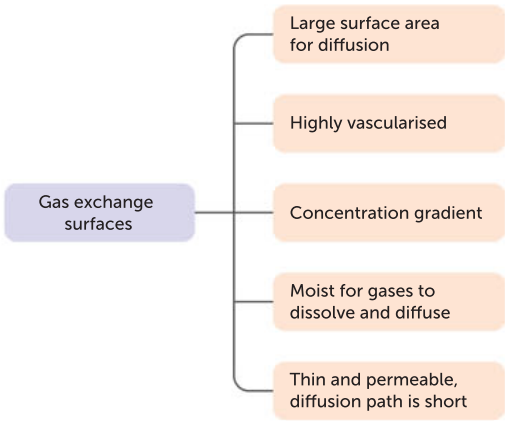 Large surface area
for diffusion
Highly vascularised
Gas exchange
surfaces
Concentration gradient
Moist for gases to
dissolve and diffuse
Thin and permeable,
diffusion path is short